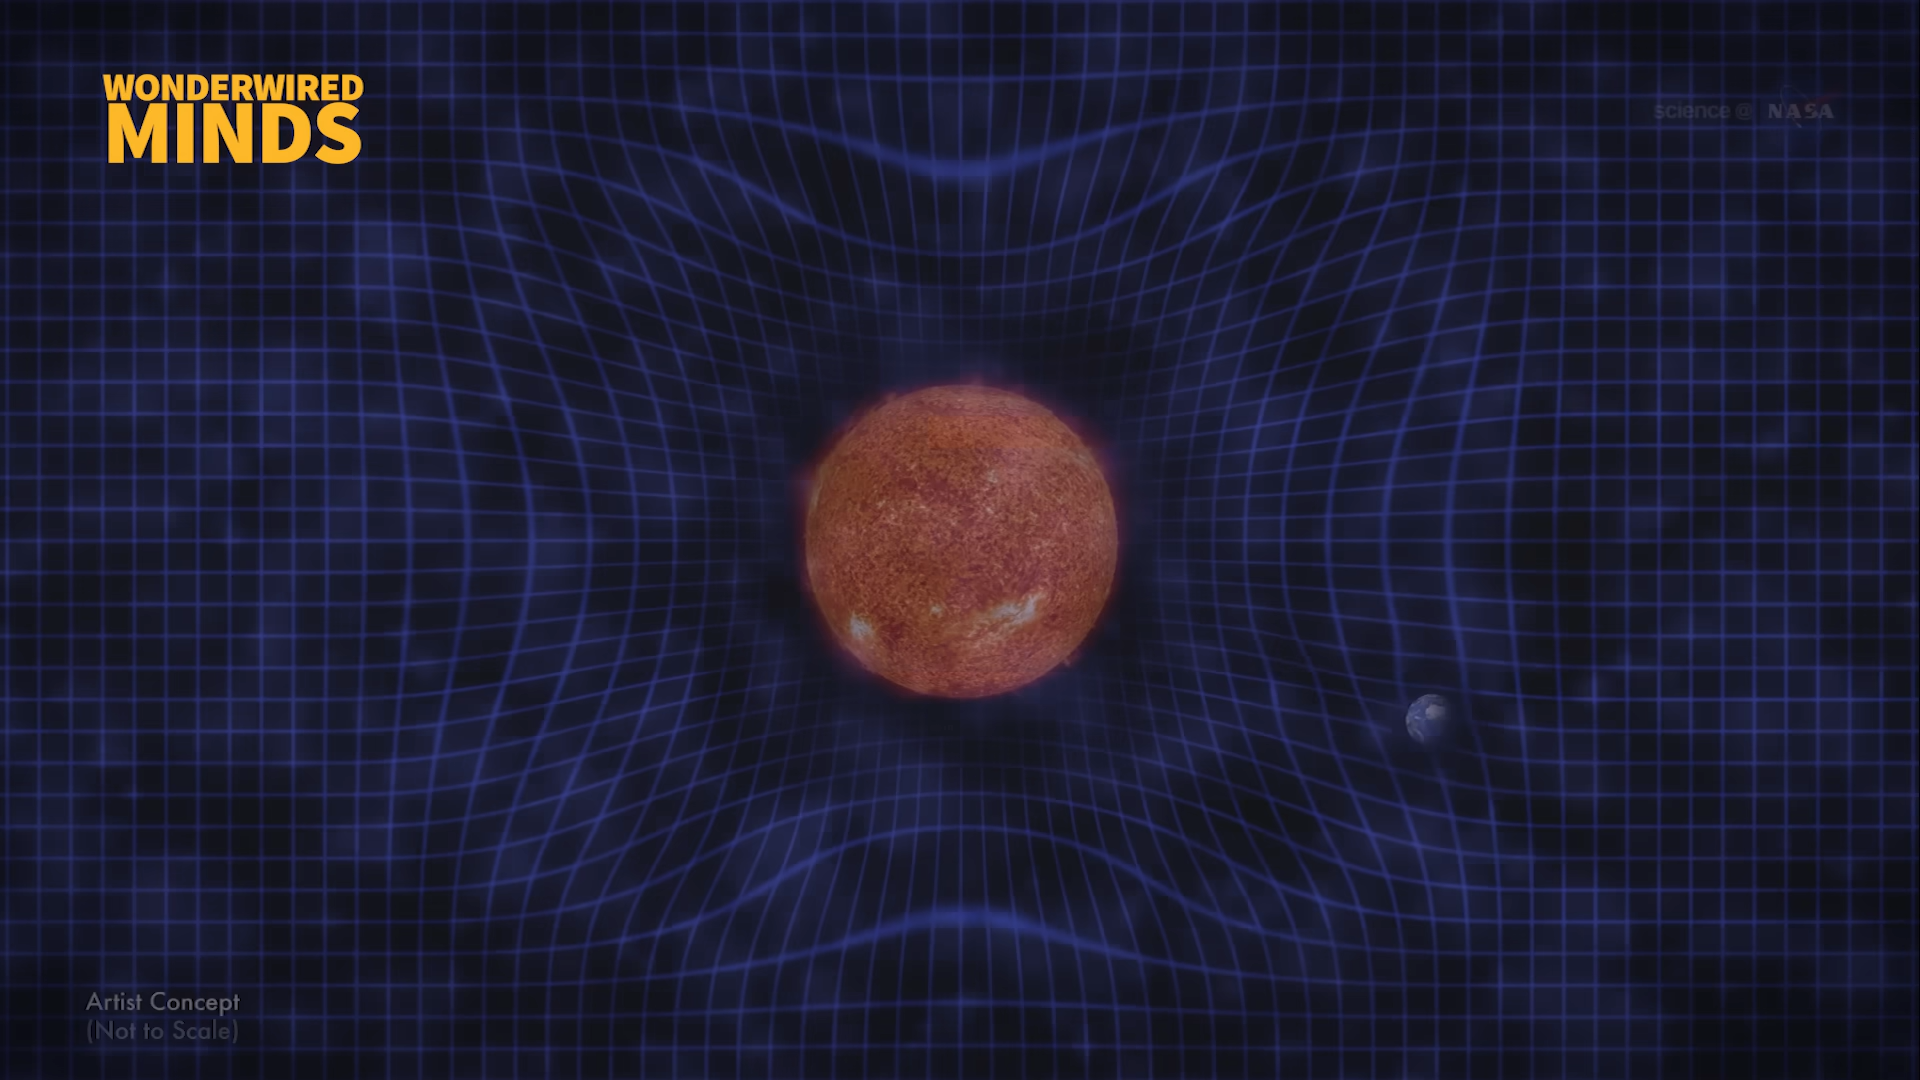 WONDERWIRED
MINDS
science @ NASA
Artist Concept
(Not to Scale)